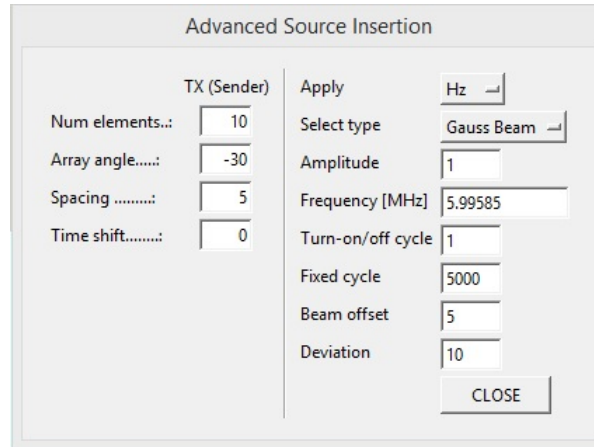 Advanced Source Insertion
TX (Sender)
Num elements..: 10
Array angle.....: -30
Spacing .........: 5
Time shift........: 0
Apply Hz
Select type Gauss Beam
Amplitude 1
Frequency [MHz] 5.99585
Turn-on/off cycle 1
Fixed cycle 5000
Beam offset 5
Deviation 10
CLOSE